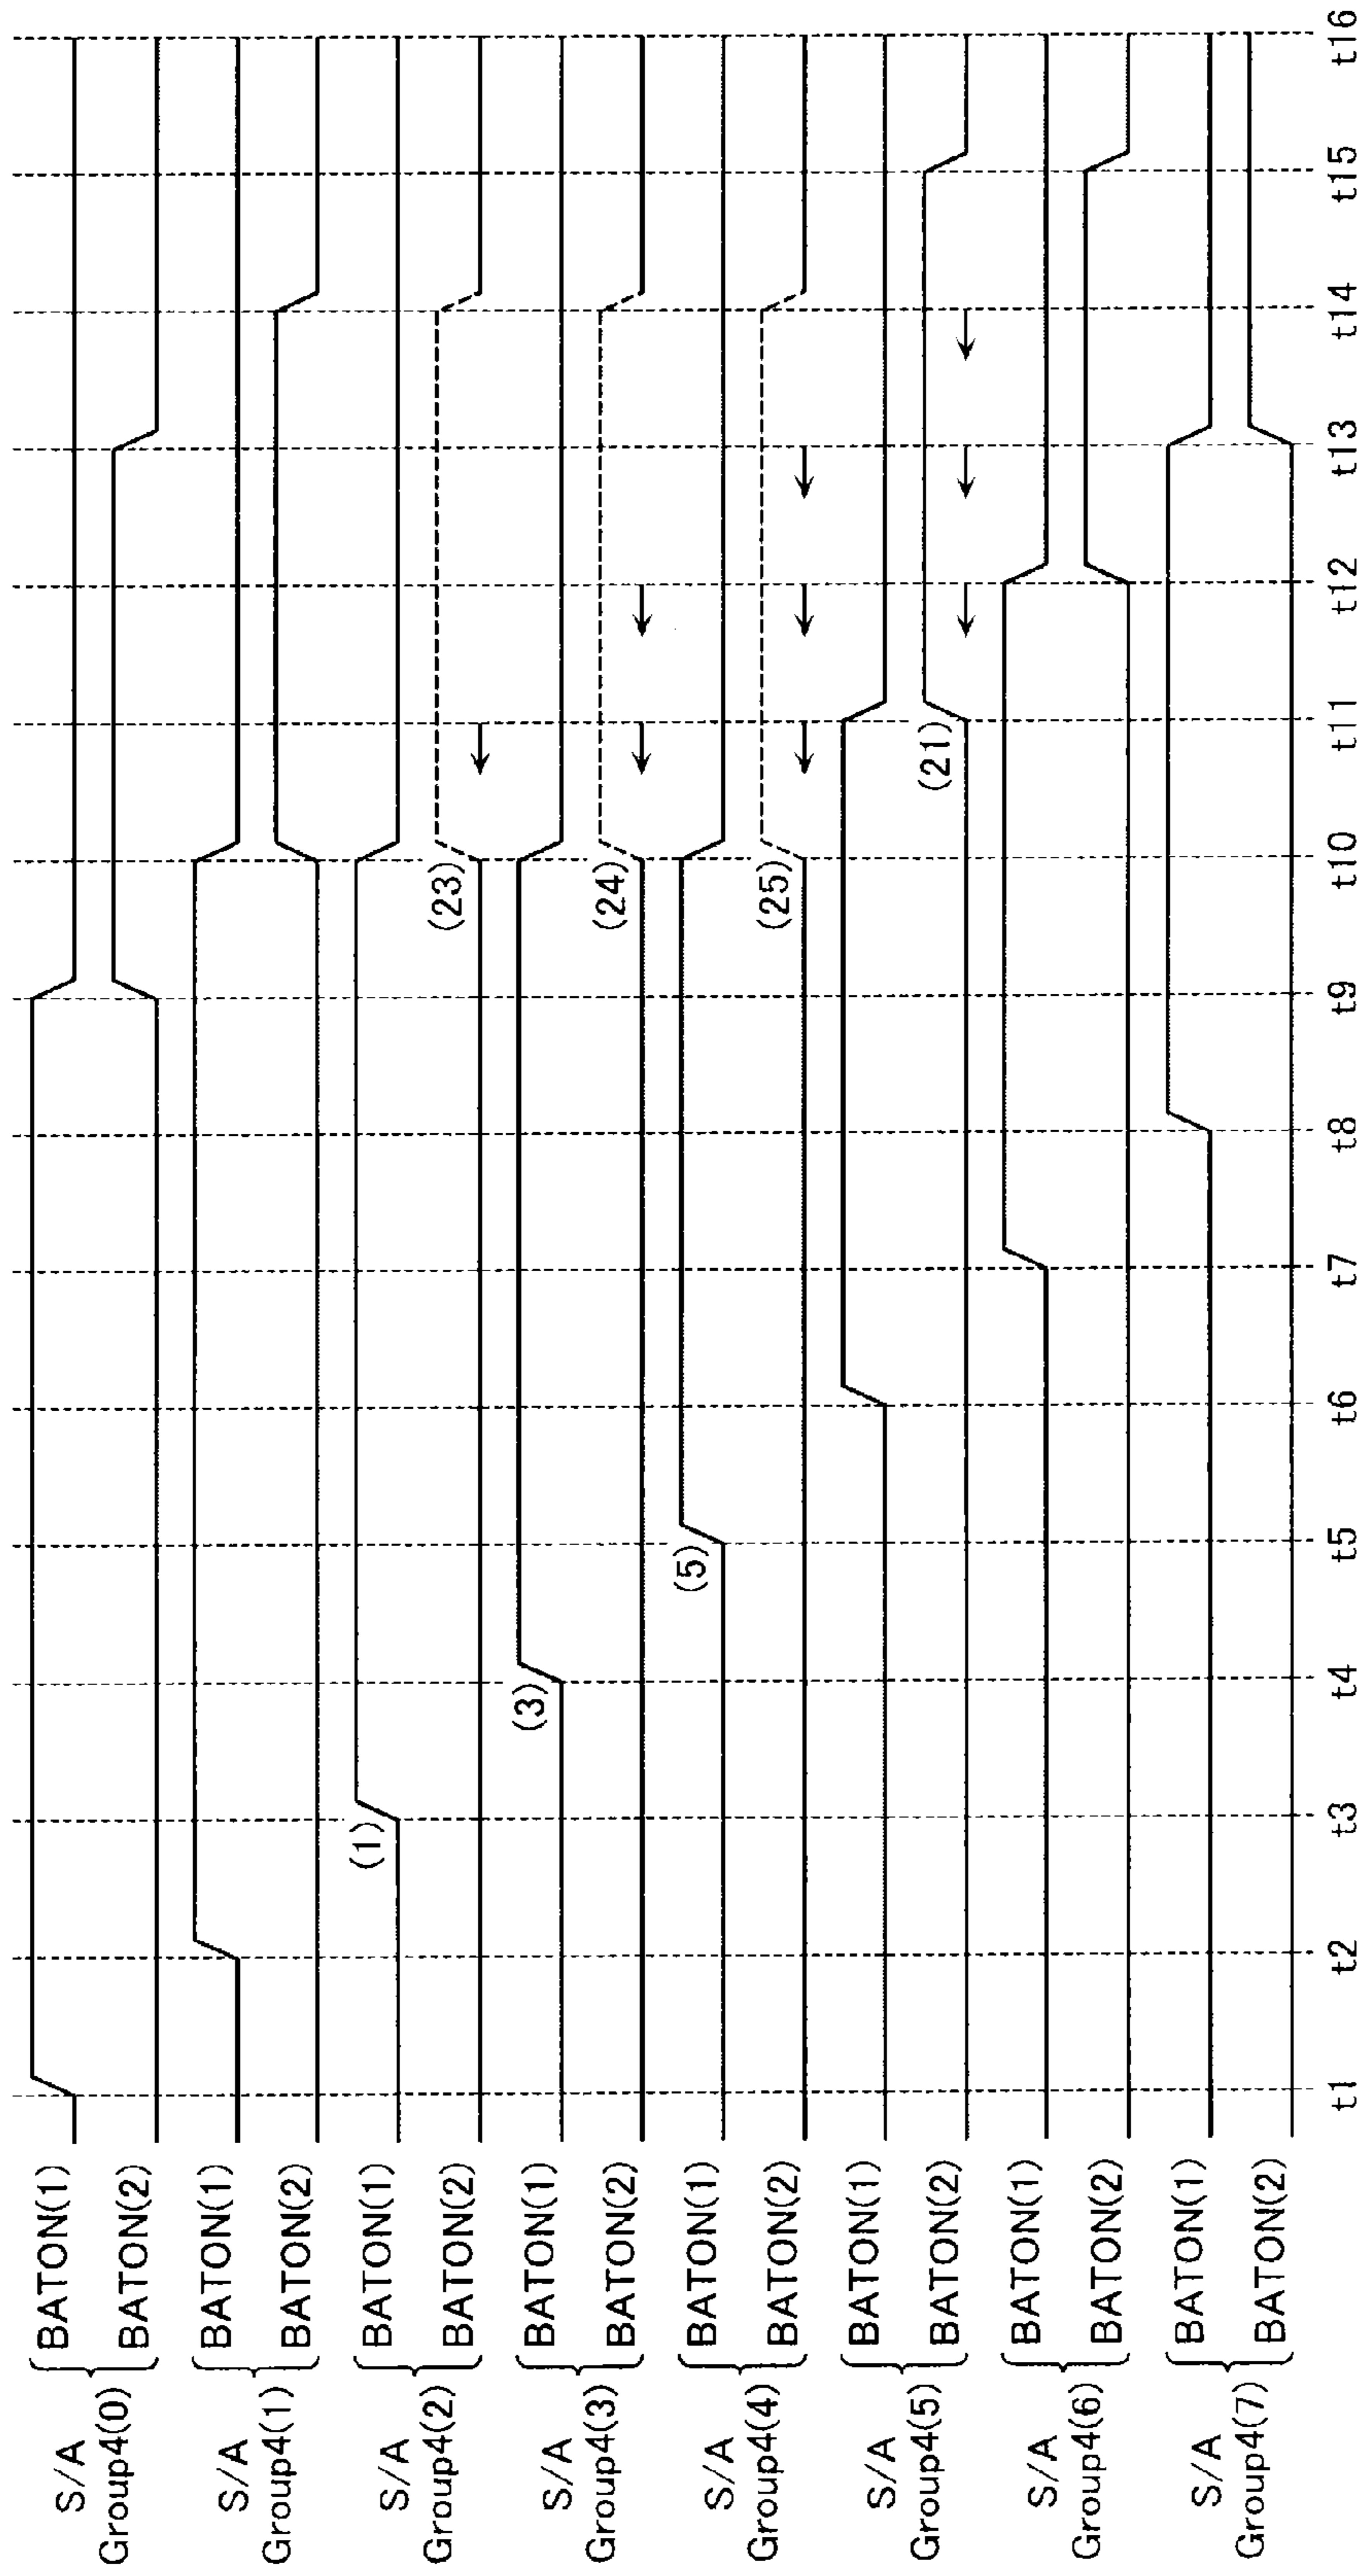 S/A
Group4(0)
BATON(1)
BATON(2)
S/A
Group4(1)
BATON(1)
BATON(2)
S/A
Group4(2)
BATON(1)
BATON(2)
(1)
(23)
S/A
Group4(3)
BATON(1)
BATON(2)
(3)
(24)
S/A
Group4(4)
BATON(1)
BATON(2)
(5)
(25)
S/A
Group4(5)
BATON(1)
BATON(2)
(21)
S/A
Group4(6)
BATON(1)
BATON(2)
S/A
Group4(7)
BATON(1)
BATON(2)
t1 t2 t3 t4 t5 t6 t7 t8 t9 t10 t11 t12 t13 t14 t15 t16